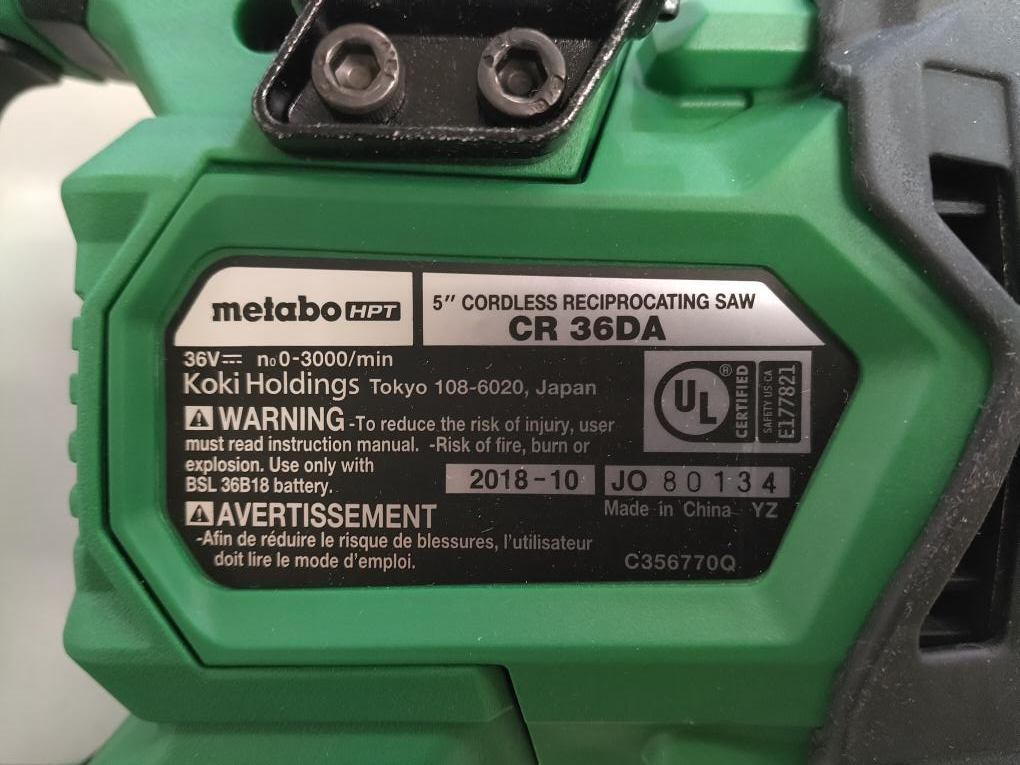 metabo HPT
5" CORDLESS RECIPROCATING SAW
CR 36DA
36V⎓ n₀0-3000/min
Koki Holdings Tokyo 108-6020, Japan
⚠WARNING -To reduce the risk of injury, user
must read instruction manual. -Risk of fire, burn or
explosion. Use only with
BSL 36B18 battery.
UL®
CERTIFIED
SAFETY US·CA
E177821
2018-10
JO 80134
Made in China YZ
⚠AVERTISSEMENT
-Afin de réduire le risque de blessures, l'utilisateur
doit lire le mode d'emploi.
C356770Q